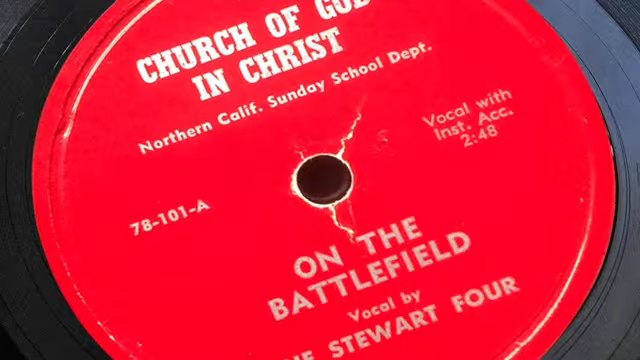 CHURCH OF GOD
IN CHRIST
Northern Calif. Sunday School Dept.
Vocal with
Inst. Acc.
2:48
78-101-A
ON THE
BATTLEFIELD
Vocal by
STEWART FOUR